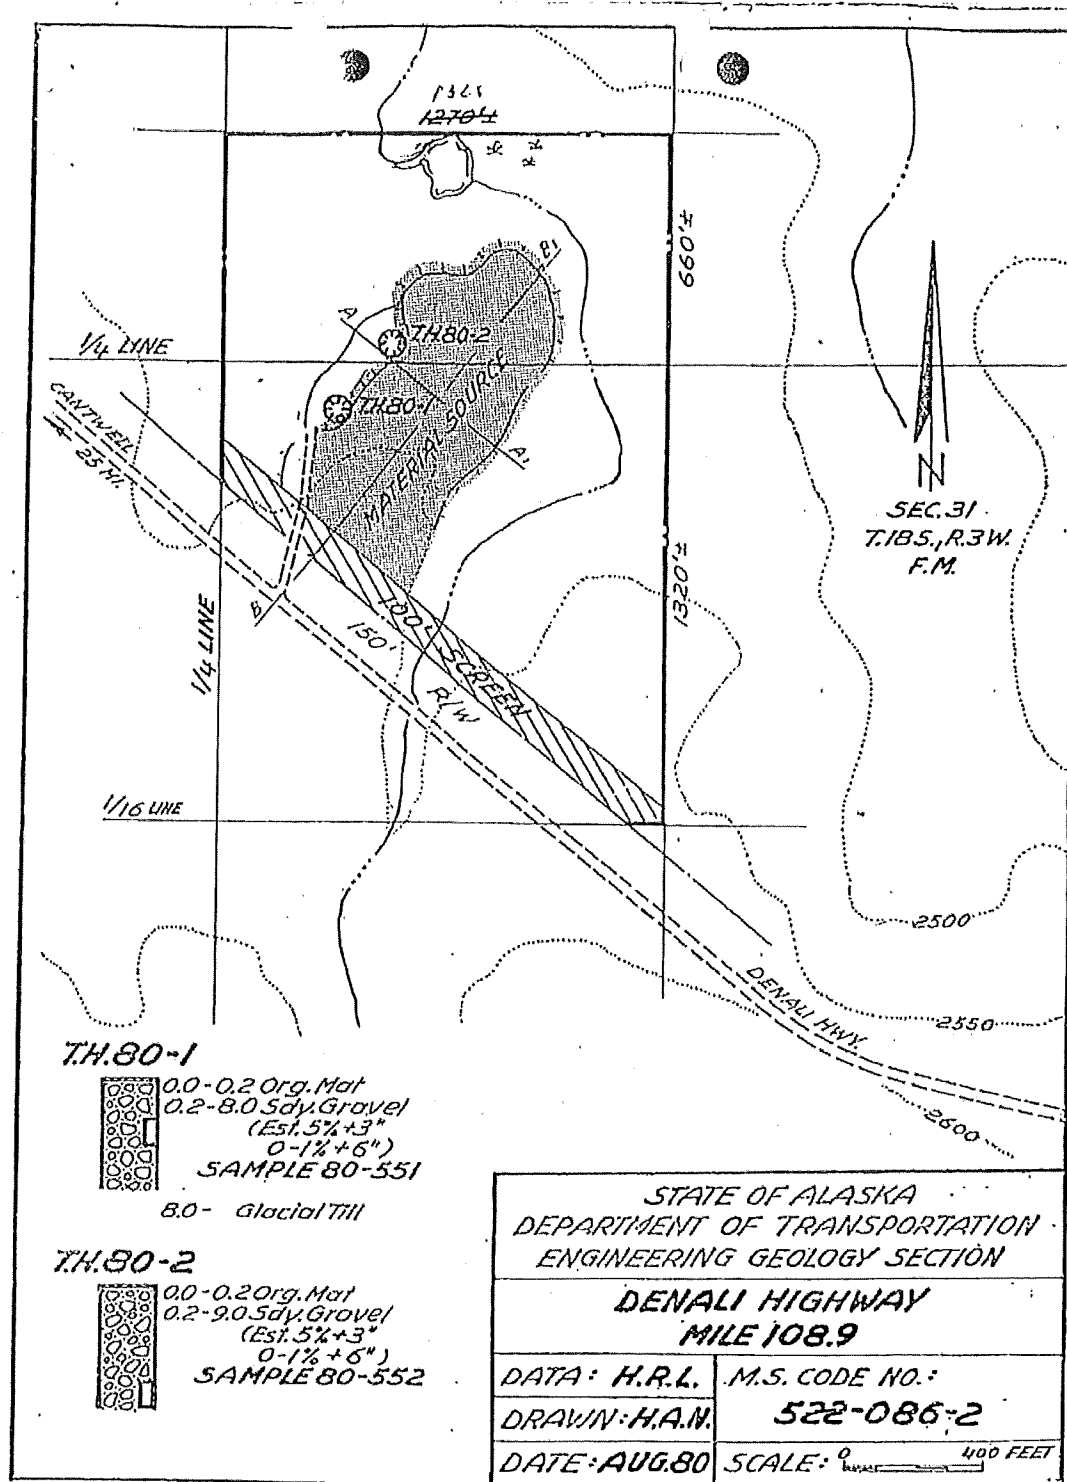 1321
1270'±
660'±
B1
A
T.H.80-2
1/4 LINE
T.H.80-1
MATERIAL SOURCE
CANTWELL
25 MI.
A1
N
SEC. 31
T.18S., R.3W.
F.M.
1320'±
1/4 LINE
B
100' SCREEN
150'
R/W
1/16 LINE
2500
DENALI HWY.
2550
2600
T.H.80-1
0.0-0.2 Org. Mat
0.2-8.0 Sdy. Gravel
(Est. 5% +3"
0-1% +6")
SAMPLE 80-551
8.0- Glacial Till
T.H.80-2
0.0-0.2 Org. Mat
0.2-9.0 Sdy. Gravel
(Est. 5% +3"
0-1% +6")
SAMPLE 80-552
STATE OF ALASKA
DEPARTMENT OF TRANSPORTATION
ENGINEERING GEOLOGY SECTION
DENALI HIGHWAY
MILE 108.9
DATA: H.R.L.
M.S. CODE NO.:
DRAWN: H.A.N.
522-086-2
DATE: AUG.80
SCALE: 0 400 FEET